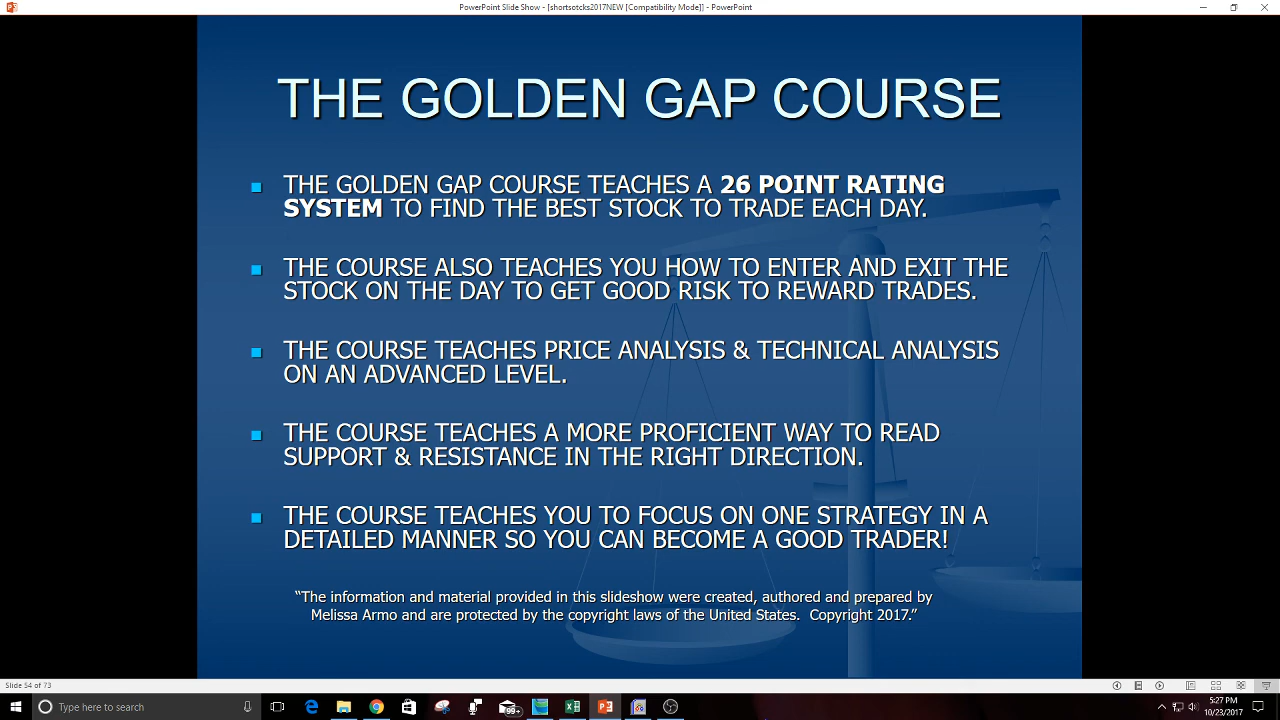 PowerPoint Slide Show - [shortsotcks2017NEW [Compatibility Mode]] - PowerPoint
THE GOLDEN GAP COURSE
THE GOLDEN GAP COURSE TEACHES A 26 POINT RATING
SYSTEM TO FIND THE BEST STOCK TO TRADE EACH DAY.
THE COURSE ALSO TEACHES YOU HOW TO ENTER AND EXIT THE
STOCK ON THE DAY TO GET GOOD RISK TO REWARD TRADES.
THE COURSE TEACHES PRICE ANALYSIS & TECHNICAL ANALYSIS
ON AN ADVANCED LEVEL.
THE COURSE TEACHES A MORE PROFICIENT WAY TO READ
SUPPORT & RESISTANCE IN THE RIGHT DIRECTION.
THE COURSE TEACHES YOU TO FOCUS ON ONE STRATEGY IN A
DETAILED MANNER SO YOU CAN BECOME A GOOD TRADER!
“The information and material provided in this slideshow were created, authored and prepared by
Melissa Armo and are protected by the copyright laws of the United States.  Copyright 2017.”
Slide 54 of 73
Type here to search
99+
5:27 PM
10/23/2017